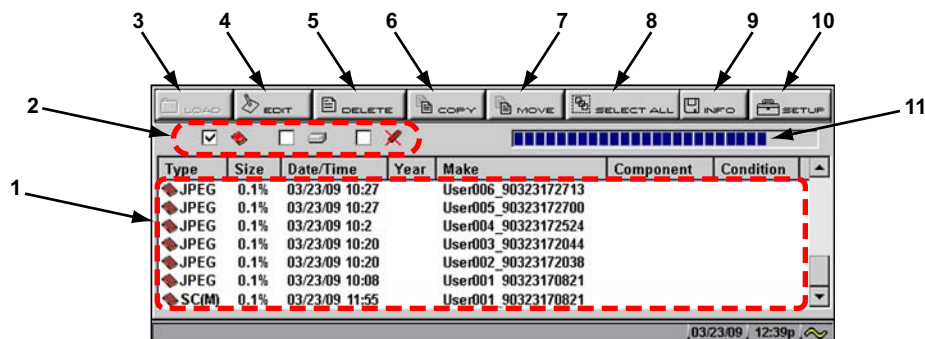 3 4 5 6 7 8 9 10
LOAD EDIT DELETE COPY MOVE SELECT ALL INFO SETUP
2
11
Type Size Date/Time Year Make Component Condition
1
JPEG 0.1% 03/23/09 10:27 User006_90323172713
JPEG 0.1% 03/23/09 10:27 User005_90323172700
JPEG 0.1% 03/23/09 10:2 User004_90323172524
JPEG 0.1% 03/23/09 10:20 User003_90323172044
JPEG 0.1% 03/23/09 10:20 User002_90323172038
JPEG 0.1% 03/23/09 10:08 User001_90323170821
SC(M) 0.1% 03/23/09 11:55 User001_90323170821
03/23/09 12:39p